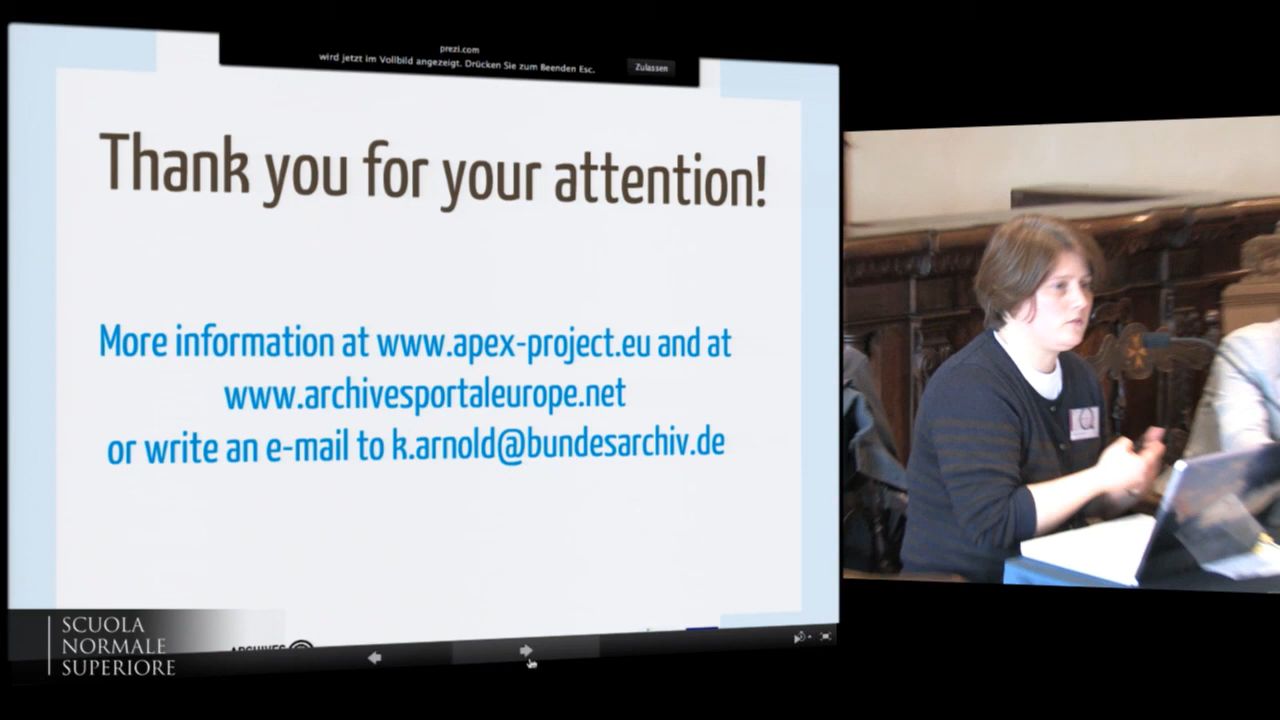 prezi.com
wird jetzt im Vollbild angezeigt. Drücken Sie zum Beenden Esc.
Zulassen
Thank you for your attention!
More information at www.apex-project.eu and at
www.archivesportaleurope.net
or write an e-mail to k.arnold@bundesarchiv.de
ARCHIVES
SCUOLA
NORMALE
SUPERIORE